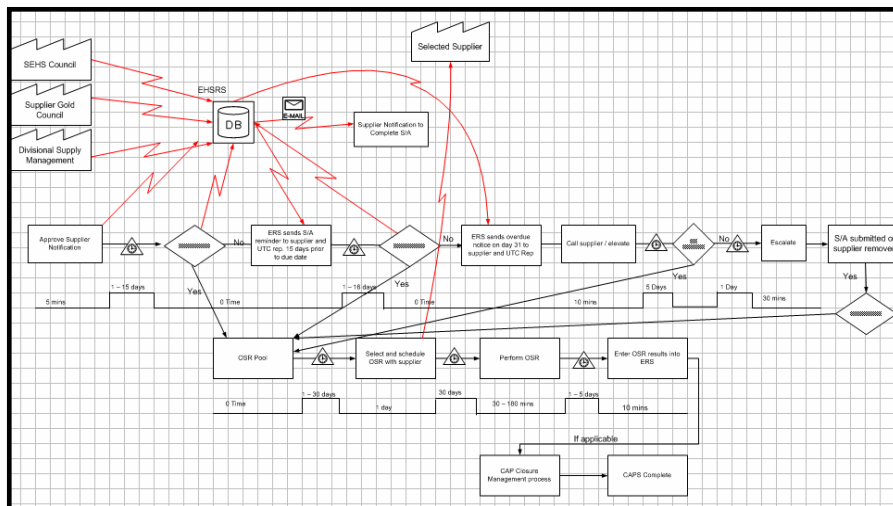 Selected Supplier
SEHS Council
EHSRS
Supplier Gold
Council
E-MAIL
DB
Supplier Notification to
Complete S/A
Divisional Supply
Management
Approve Supplier
Notification
No
ERS sends S/A
reminder to supplier and
UTC rep. 15 days prior
to due date
No
ERS sends overdue
notice on day 31 to
supplier and UTC Rep
Call supplier / elevate
No
Escalate
S/A submitted or
supplier removed
Yes
Yes
Yes
Yes
5 mins
1 – 15 days
0 Time
1 – 16 days
0 Time
10 mins
5 Days
1 Day
30 mins
OSR Pool
Select and schedule
OSR with supplier
Perform OSR
Enter OSR results into
ERS
0 Time
1 – 30 days
1 day
30 days
30 – 180 mins
1 – 5 days
10 mins
If applicable
CAP Closure
Management process
CAPS Complete